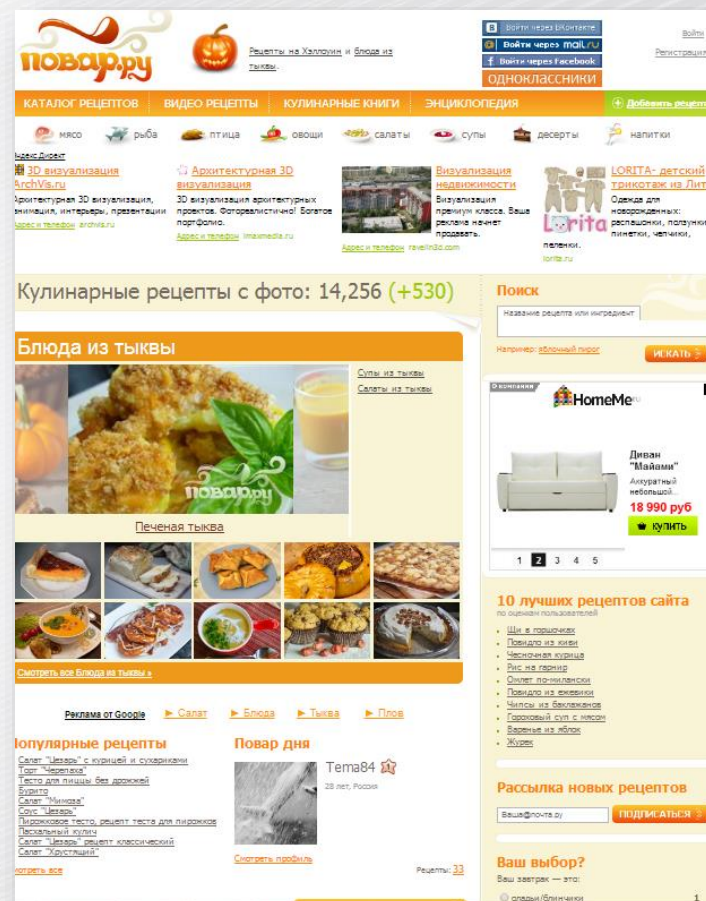 повар.ру
Рецепты на Хэллоуин и блюда из
тыквы.
Войти через ВКонтакте
Войти через mail.ru
Войти через Facebook
ОДНОКЛАССНИКИ
Войти
Регистрация
КАТАЛОГ РЕЦЕПТОВ ВИДЕО РЕЦЕПТЫ КУЛИНАРНЫЕ КНИГИ ЭНЦИКЛОПЕДИЯ Добавить рецепт
мясо рыба птица овощи салаты супы десерты напитки
Яндекс.Директ
3D визуализация
ArchVis.ru
Архитектурная 3D визуализация,
анимация, интерьеры, презентации
Адрес и телефон archvis.ru
Архитектурная 3D
визуализация
3D визуализация архитектурных
проектов. Фотореалистично! Богатое
портфолио.
Адрес и телефон imaxmedia.ru
Визуализация
недвижимости
Визуализация
премиум класса. Ваша
реклама начнет
продавать.
Адрес и телефон ravelin3d.com
Lorita
LORITA- детский
трикотаж из Лит
Одежда для
новорожденных:
распашонки, ползунки
пинетки, чепчики,
пеленки.
lorita.ru
Кулинарные рецепты с фото: 14,256 (+530)
Поиск
Название рецепта или ингредиент
Например: яблочный пирог
ИСКАТЬ
Блюда из тыквы
Супы из тыквы
Салаты из тыквы
повар.ру
Печеная тыква
Смотреть все Блюда из тыквы »
О компании
HomeMe.ru
Диван
"Майами"
Аккуратный
небольшой...
18 990 руб
купить
1 2 3 4 5
10 лучших рецептов сайта
по оценкам пользователей
Щи в горшочках
Повидло из киви
Чесночная курица
Рис на гарнир
Омлет по-милански
Повидло из ежевики
Чипсы из баклажанов
Гороховый суп с мясом
Варенье из яблок
Журек
Реклама от Google ► Салат ► Блюда ► Тыква ► Плов
Популярные рецепты
Салат "Цезарь" с курицей и сухариками
Торт "Черепаха"
Тесто для пиццы без дрожжей
Бурито
Салат "Мимоза"
Соус "Цезарь"
Пирожковое тесто, рецепт теста для пирожков
Пасхальный кулич
Салат "Цезарь" рецепт классический
Салат "Хрустящий"
мотреть все
Повар дня
Tema84
28 лет, Россия
Смотреть профиль
Рецепты: 33
Рассылка новых рецептов
Ваша@почта.ру
ПОДПИСАТЬСЯ
Ваш выбор?
Ваш завтрак — это:
оладьи/блинчики 1